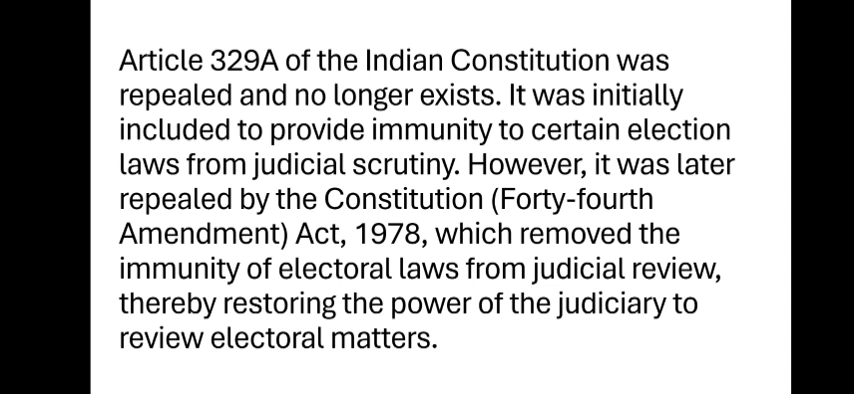 Article 329A of the Indian Constitution was
repealed and no longer exists. It was initially
included to provide immunity to certain election
laws from judicial scrutiny. However, it was later
repealed by the Constitution (Forty-fourth
Amendment) Act, 1978, which removed the
immunity of electoral laws from judicial review,
thereby restoring the power of the judiciary to
review electoral matters.